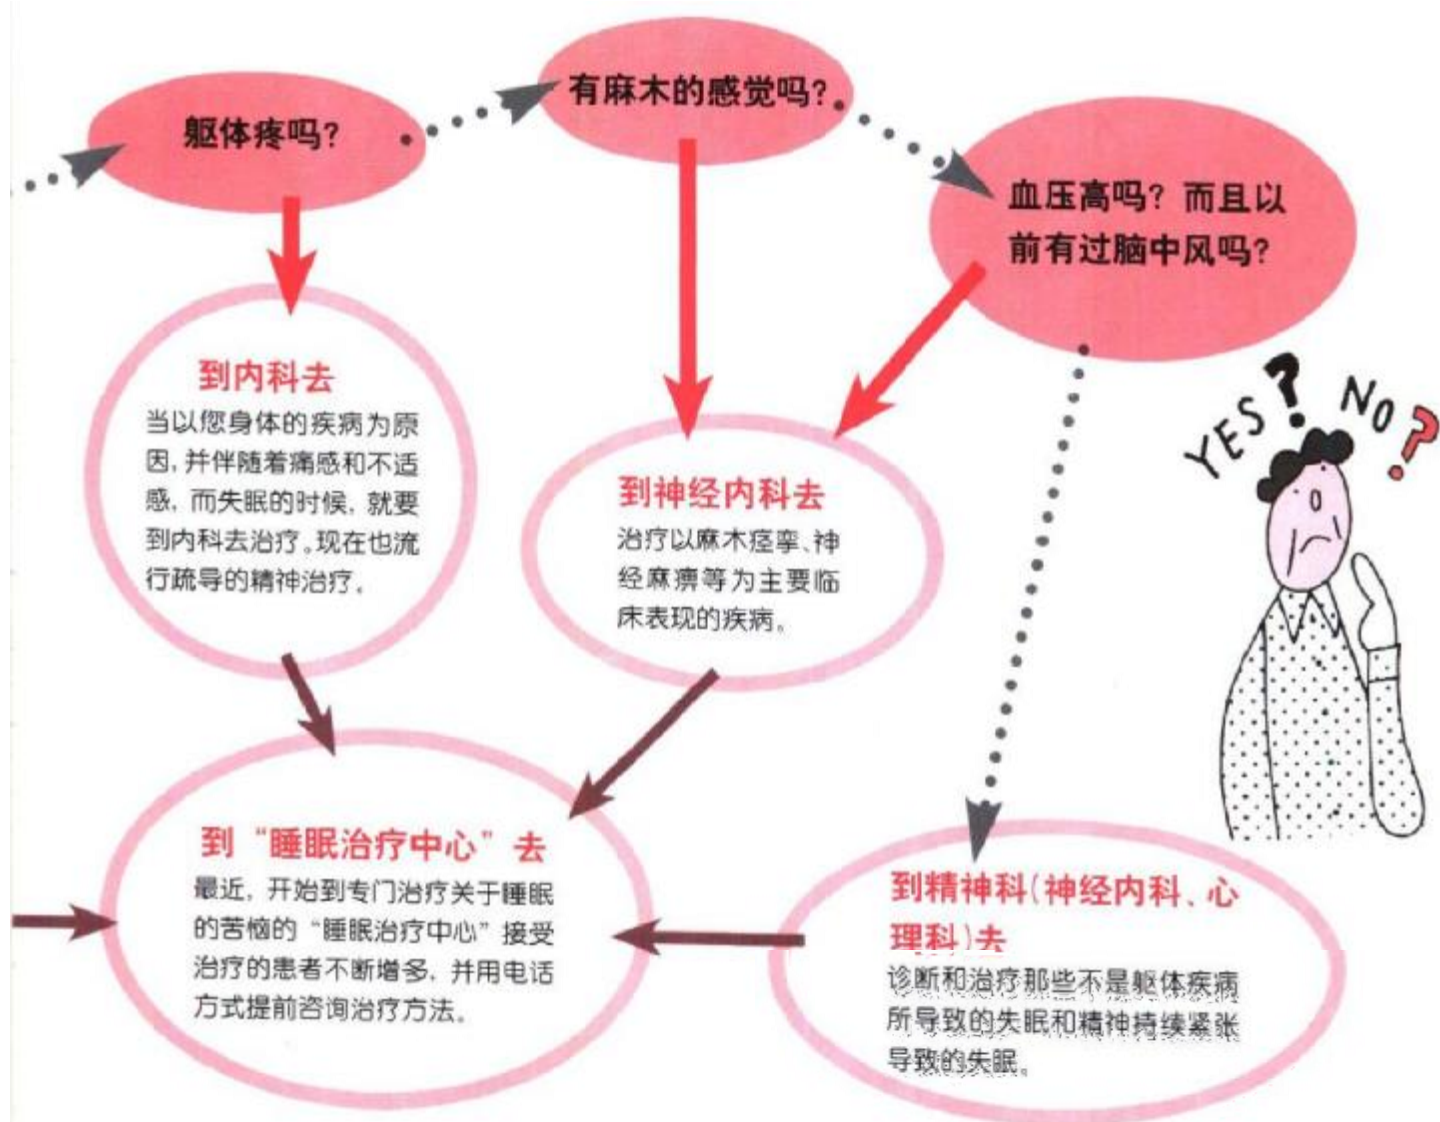 躯体疼吗?
有麻木的感觉吗?
血压高吗? 而且以
前有过脑中风吗?
YES? NO?
到内科去
当以您身体的疾病为原
因, 并伴随着痛感和不适
感, 而失眠的时候, 就要
到内科去治疗。现在也流
行疏导的精神治疗。
到神经内科去
治疗以麻木痉挛、神
经麻痹等为主要临
床表现的疾病。
到“睡眠治疗中心”去
最近, 开始到专门治疗关于睡眠
的苦恼的“睡眠治疗中心”接受
治疗的患者不断增多, 并用电话
方式提前咨询治疗方法。
到精神科(神经内科、心
理科)去
诊断和治疗那些不是躯体疾病
所导致的失眠和精神持续紧张
导致的失眠。